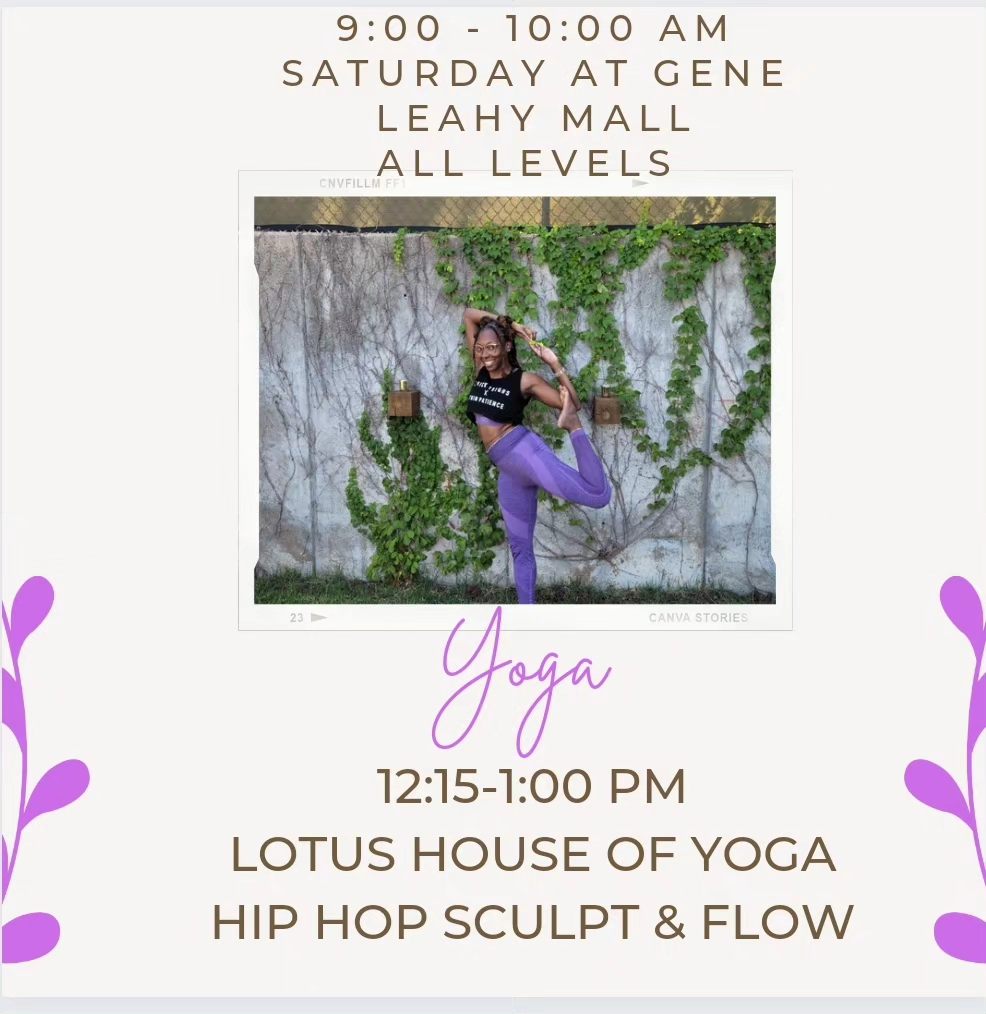 9:00 - 10:00 AM
SATURDAY AT GENE
LEAHY MALL
ALL LEVELS
CNVFILLM FF1
X
PATIENCE
23
CANVA STORIES
Yoga
12:15-1:00 PM
LOTUS HOUSE OF YOGA
HIP HOP SCULPT & FLOW